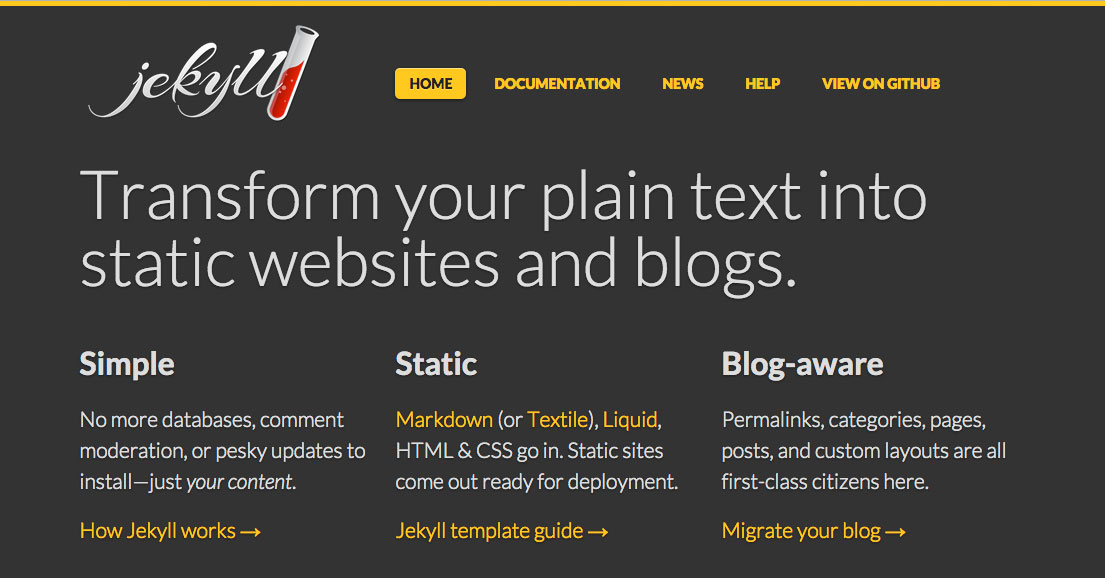 jekyll
HOME DOCUMENTATION NEWS HELP VIEW ON GITHUB
Transform your plain text into
static websites and blogs.
Simple
No more databases, comment
moderation, or pesky updates to
install—just your content.
How Jekyll works →
Static
Markdown (or Textile), Liquid,
HTML & CSS go in. Static sites
come out ready for deployment.
Jekyll template guide →
Blog-aware
Permalinks, categories, pages,
posts, and custom layouts are all
first-class citizens here.
Migrate your blog →